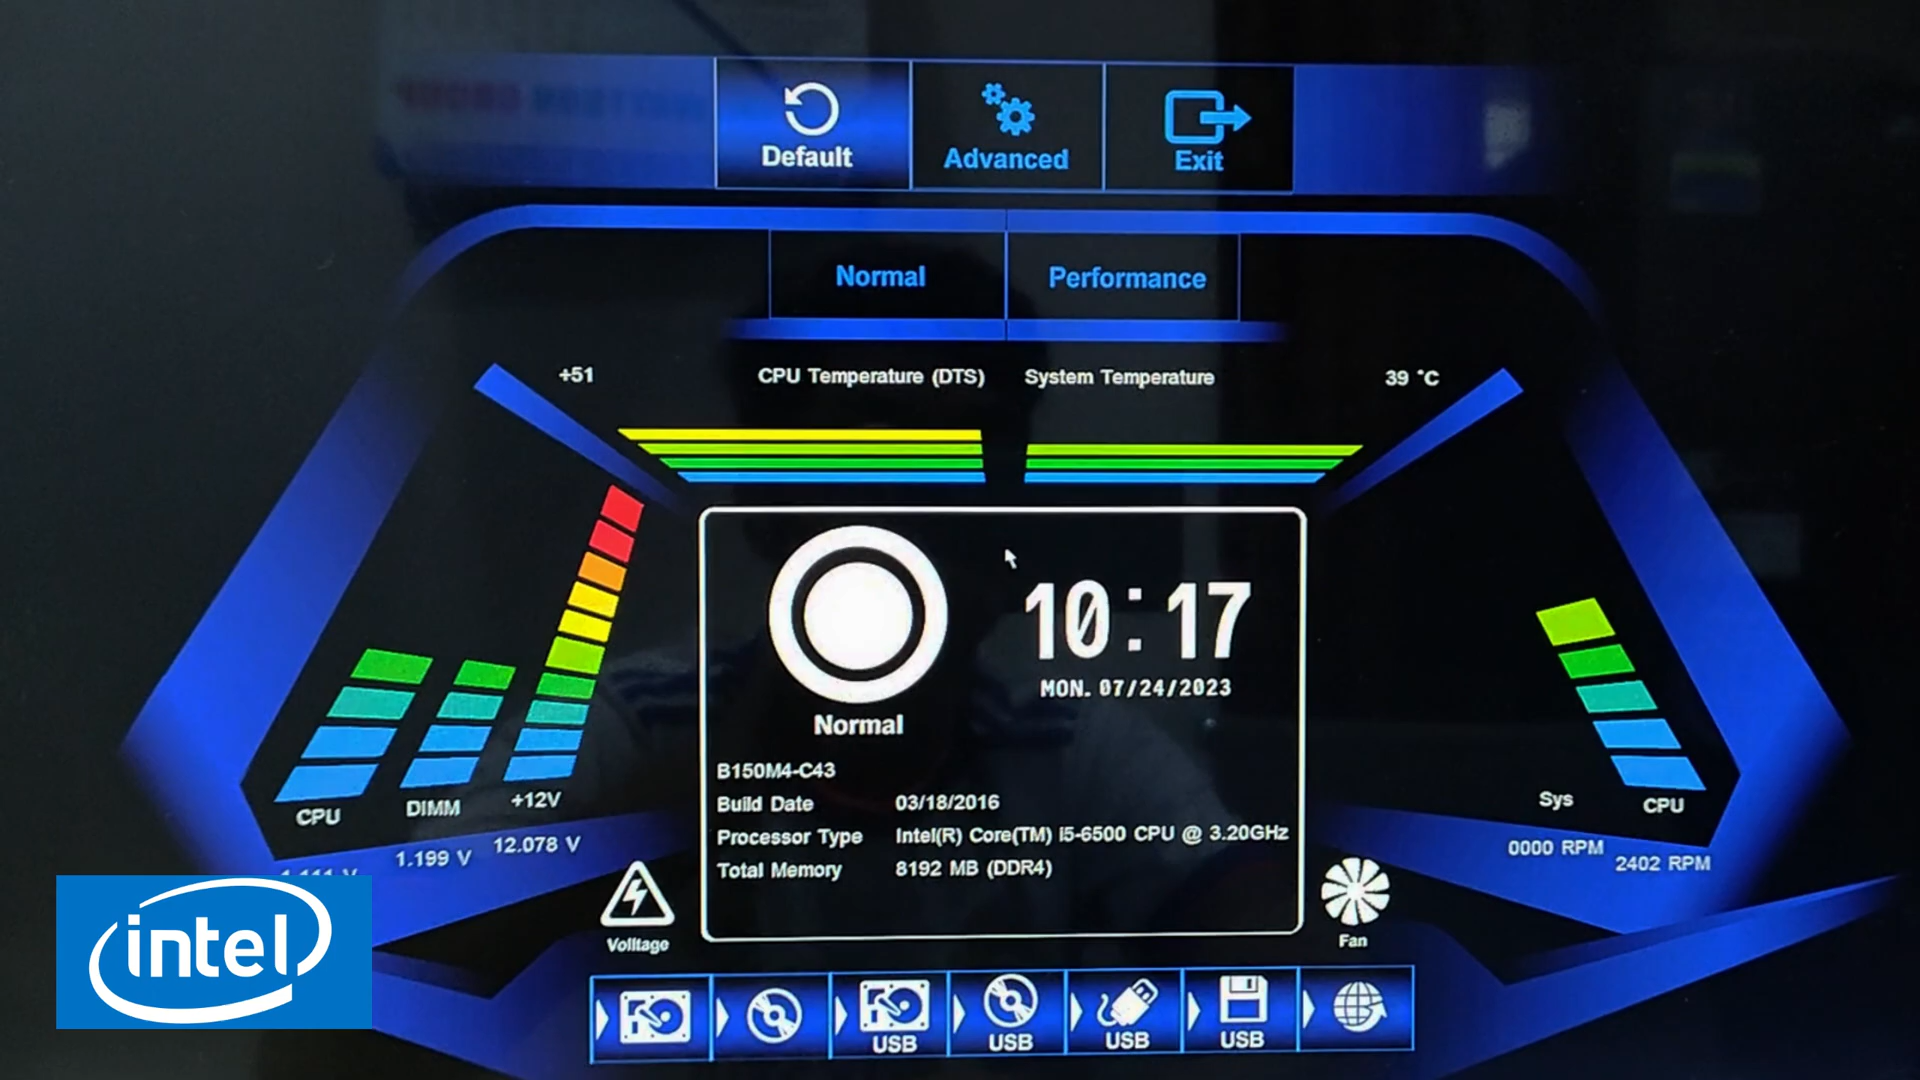 Default
Advanced
Exit
Normal
Performance
+51
CPU Temperature (DTS)
System Temperature
39 °C
10:17
MON. 07/24/2023
Normal
B150M4-C43
Build Date 03/18/2016
Processor Type Intel(R) Core(TM) i5-6500 CPU @ 3.20GHz
Total Memory 8192 MB (DDR4)
CPU
DIMM
+12V
1.199 V
12.078 V
Volltage
Sys
CPU
0000 RPM
2402 RPM
Fan
intel
USB
USB
USB
USB